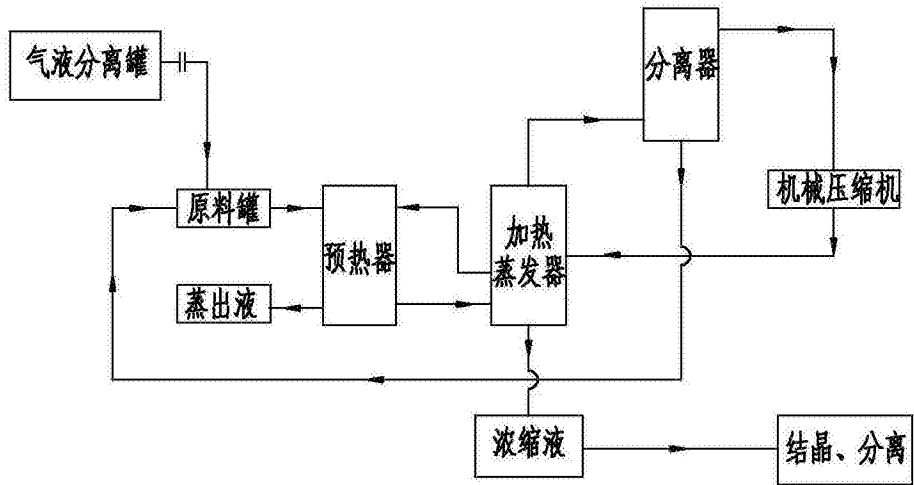 气液分离罐
分离器
原料罐
机械压缩机
预热器
加热
蒸发器
蒸出液
浓缩液
结晶、分离